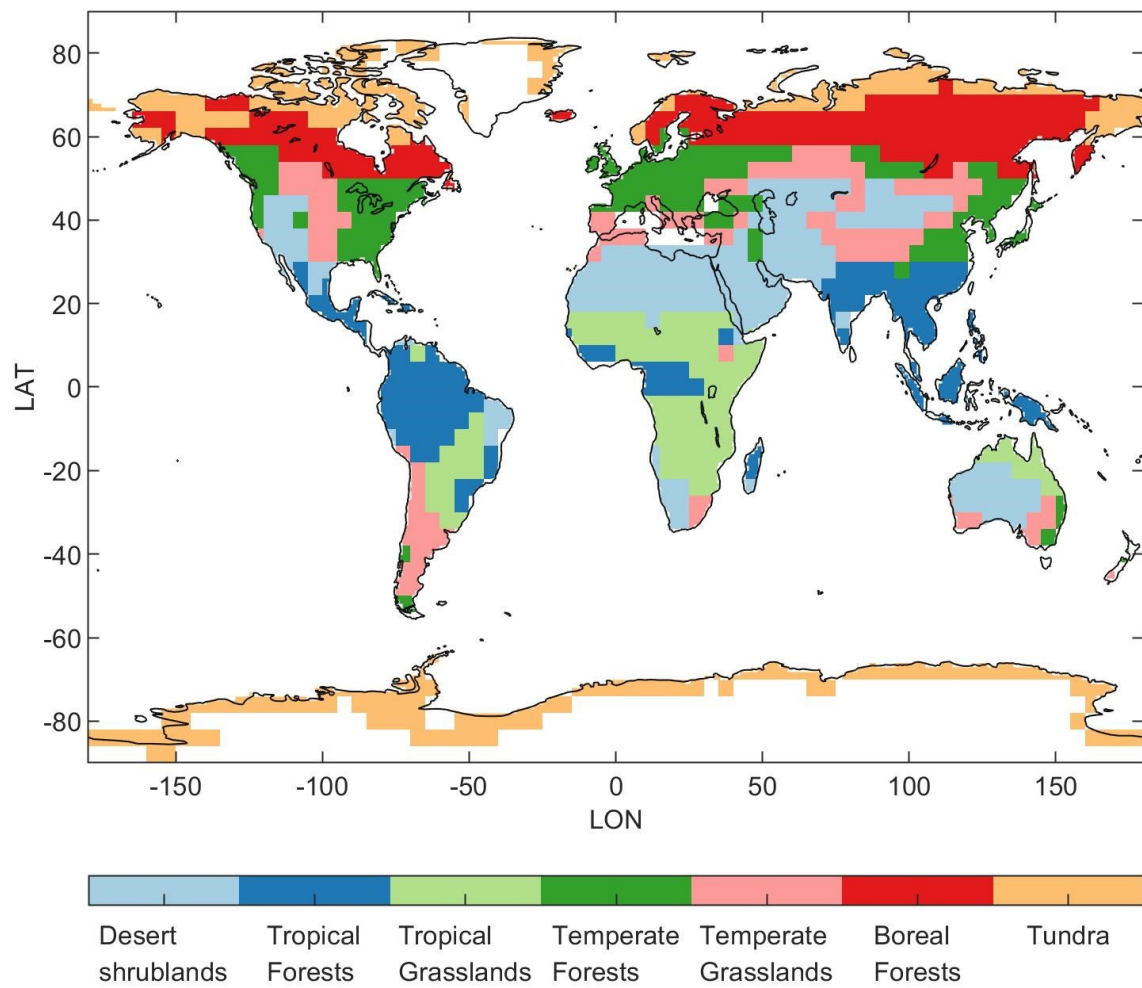 80
60
40
20
0
-20
-40
-60
-80
LAT
-150 -100 -50 0 50 100 150
LON
Desert Tropical Tropical Temperate Temperate Boreal Tundra
shrublands Forests Grasslands Forests Grasslands Forests